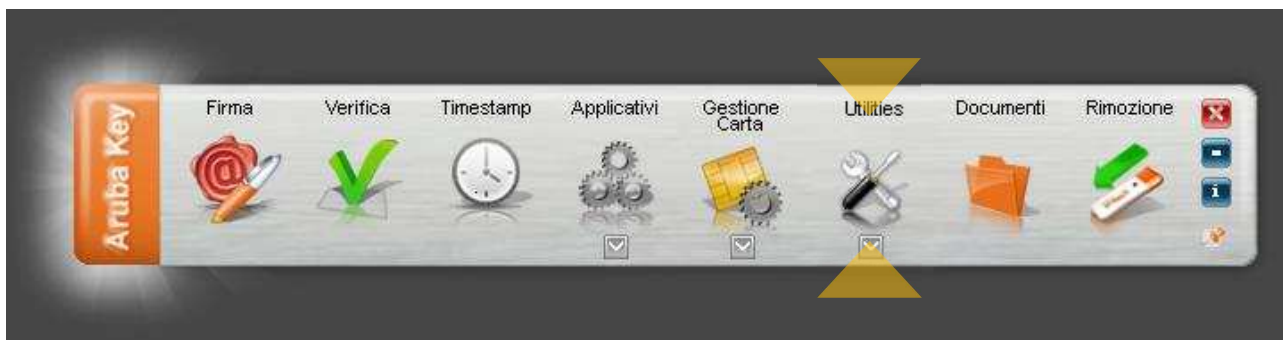 Aruba Key
Firma
Verifica
Timestamp
Applicativi
Gestione
Carta
Utilities
Documenti
Rimozione